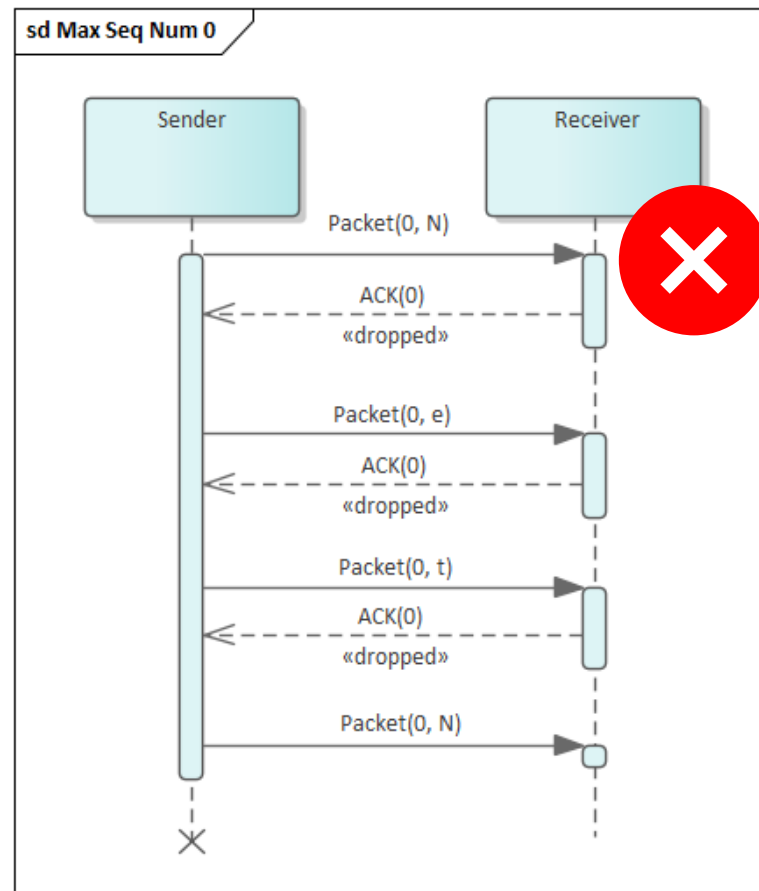 sd Max Seq Num 0
Sender
Receiver
Packet(0, N)
ACK(0)
«dropped»
Packet(0, e)
ACK(0)
«dropped»
Packet(0, t)
ACK(0)
«dropped»
Packet(0, N)